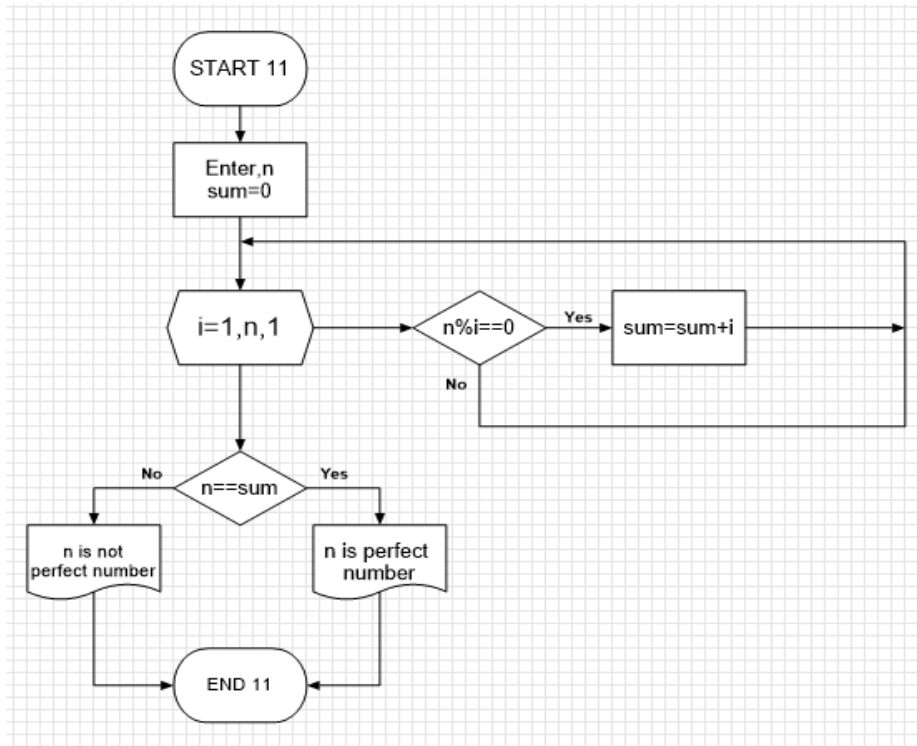 START 11
Enter,n
sum=0
i=1,n,1
n%i==0
Yes
sum=sum+i
No
n==sum
No
Yes
n is not
perfect number
n is perfect
number
END 11